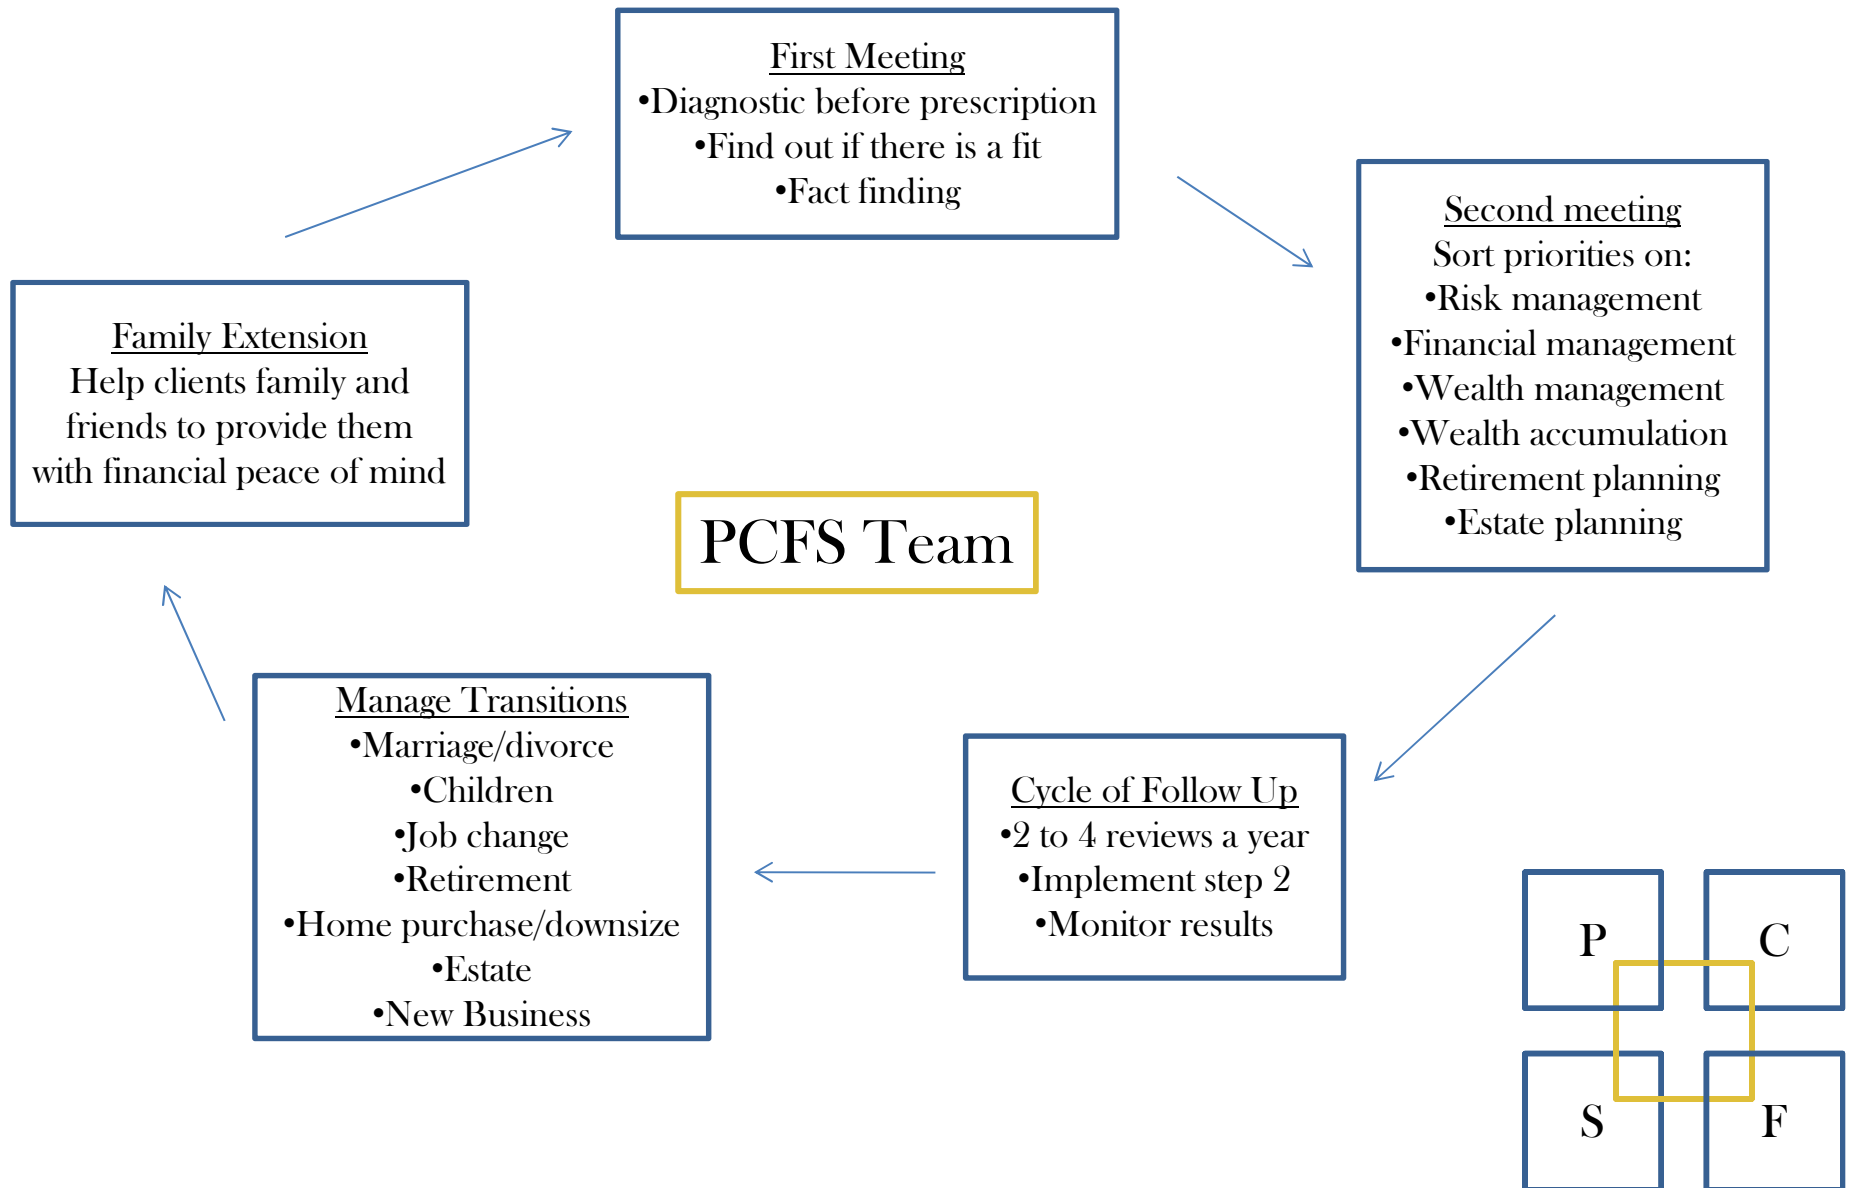 First Meeting
•Diagnostic before prescription
•Find out if there is a fit
•Fact finding
Second meeting
Sort priorities on:
•Risk management
•Financial management
•Wealth management
•Wealth accumulation
•Retirement planning
•Estate planning
Family Extension
Help clients family and
friends to provide them
with financial peace of mind
PCFS Team
Manage Transitions
•Marriage/divorce
•Children
•Job change
•Retirement
•Home purchase/downsize
•Estate
•New Business
Cycle of Follow Up
•2 to 4 reviews a year
•Implement step 2
•Monitor results
P C
S F